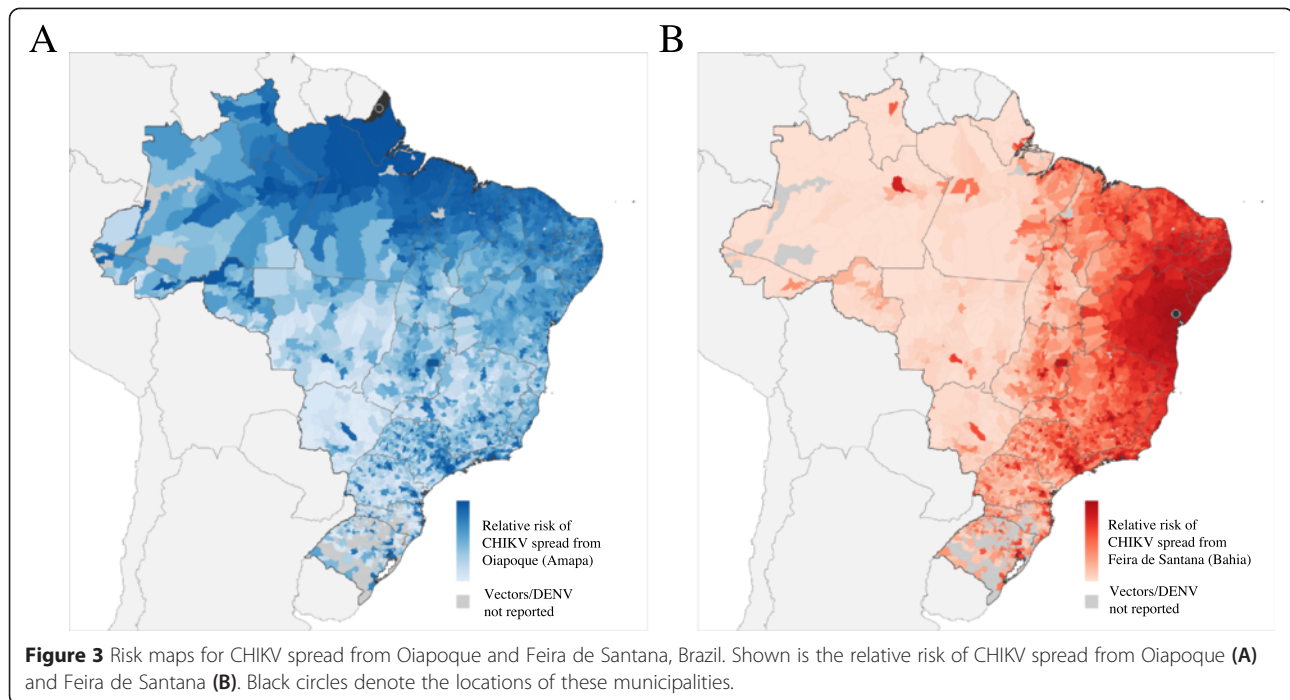 A
B
Relative risk of
CHIKV spread from
Oiapoque (Amapa)
Vectors/DENV
not reported
Relative risk of
CHIKV spread from
Feira de Santana (Bahia)
Vectors/DENV
not reported
Figure 3 Risk maps for CHIKV spread from Oiapoque and Feira de Santana, Brazil. Shown is the relative risk of CHIKV spread from Oiapoque (A)
and Feira de Santana (B). Black circles denote the locations of these municipalities.